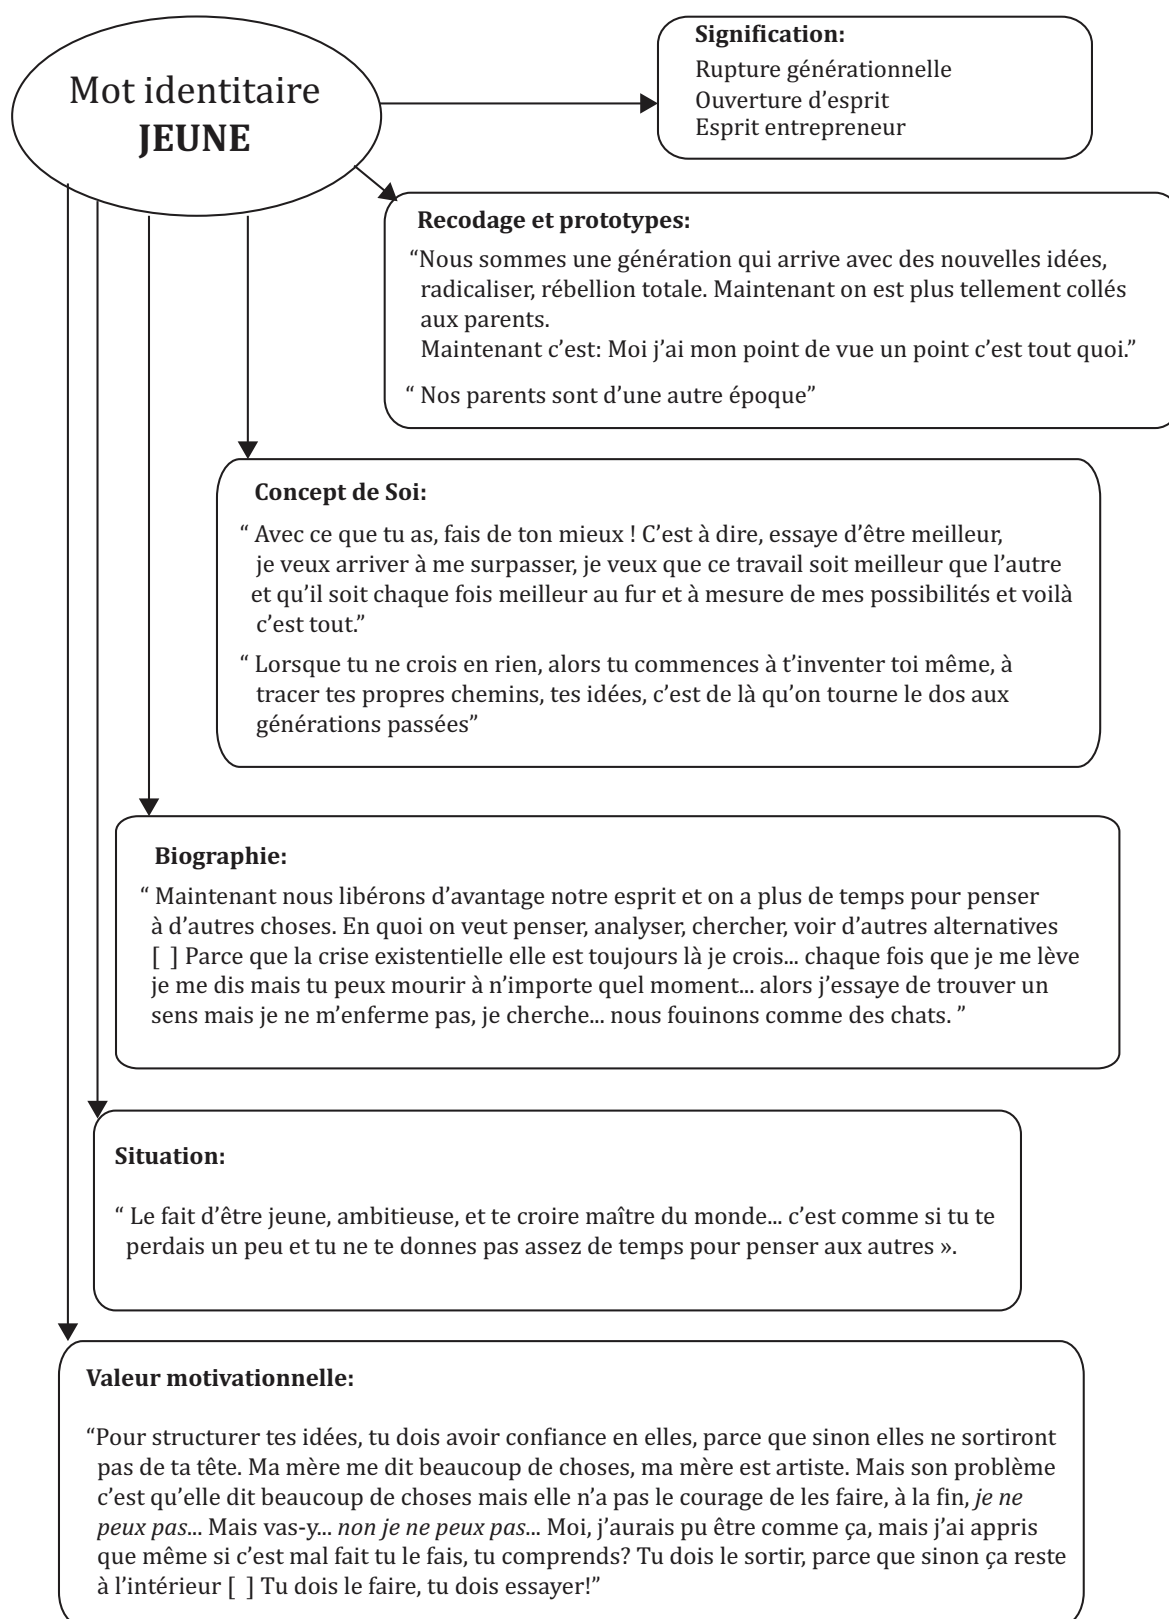 Mot identitaire
JEUNE
Signification:
Rupture générationnelle
Ouverture d’esprit
Esprit entrepreneur
Recodage et prototypes:
“Nous sommes une génération qui arrive avec des nouvelles idées,
radicaliser, rébellion totale. Maintenant on est plus tellement collés
aux parents.
Maintenant c’est: Moi j’ai mon point de vue un point c’est tout quoi.”
“ Nos parents sont d’une autre époque”
Concept de Soi:
“ Avec ce que tu as, fais de ton mieux ! C’est à dire, essaye d’être meilleur,
je veux arriver à me surpasser, je veux que ce travail soit meilleur que l’autre
et qu’il soit chaque fois meilleur au fur et à mesure de mes possibilités et voilà
c’est tout.”
“ Lorsque tu ne crois en rien, alors tu commences à t’inventer toi même, à
tracer tes propres chemins, tes idées, c’est de là qu’on tourne le dos aux
générations passées”
Biographie:
“ Maintenant nous libérons d’avantage notre esprit et on a plus de temps pour penser
à d’autres choses. En quoi on veut penser, analyser, chercher, voir d’autres alternatives
[ ] Parce que la crise existentielle elle est toujours là je crois... chaque fois que je me lève
je me dis mais tu peux mourir à n’importe quel moment... alors j’essaye de trouver un
sens mais je ne m’enferme pas, je cherche... nous fouinons comme des chats. ”
Situation:
“ Le fait d’être jeune, ambitieuse, et te croire maître du monde... c’est comme si tu te
perdais un peu et tu ne te donnes pas assez de temps pour penser aux autres ».
Valeur motivationnelle:
“Pour structurer tes idées, tu dois avoir confiance en elles, parce que sinon elles ne sortiront
pas de ta tête. Ma mère me dit beaucoup de choses, ma mère est artiste. Mais son problème
c’est qu’elle dit beaucoup de choses mais elle n’a pas le courage de les faire, à la fin, je ne
peux pas... Mais vas-y... non je ne peux pas... Moi, j’aurais pu être comme ça, mais j’ai appris
que même si c’est mal fait tu le fais, tu comprends? Tu dois le sortir, parce que sinon ça reste
à l’intérieur [ ] Tu dois le faire, tu dois essayer!”